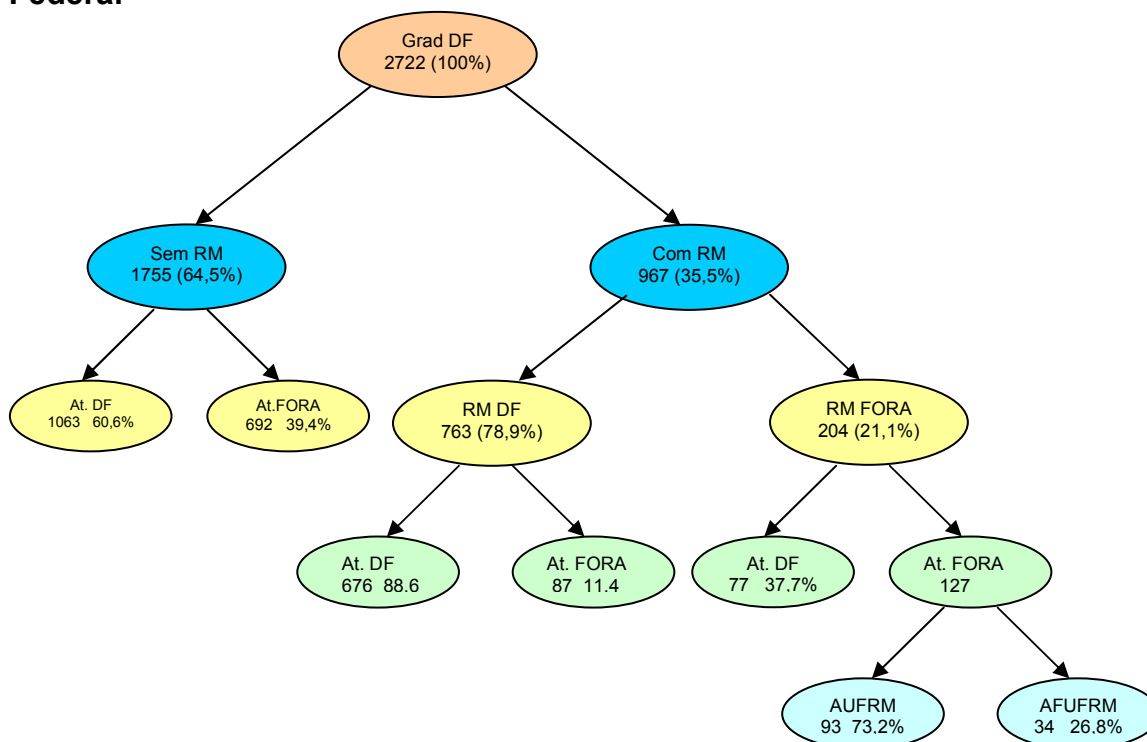 Federal
Grad DF
2722 (100%)
Sem RM
1755 (64,5%)
Com RM
967 (35,5%)
At. DF
1063 60,6%
At.FORA
692 39,4%
RM DF
763 (78,9%)
RM FORA
204 (21,1%)
At. DF
676 88.6
At. FORA
87 11.4
At. DF
77 37,7%
At. FORA
127
AUFRM
93 73,2%
AFUFRM
34 26,8%